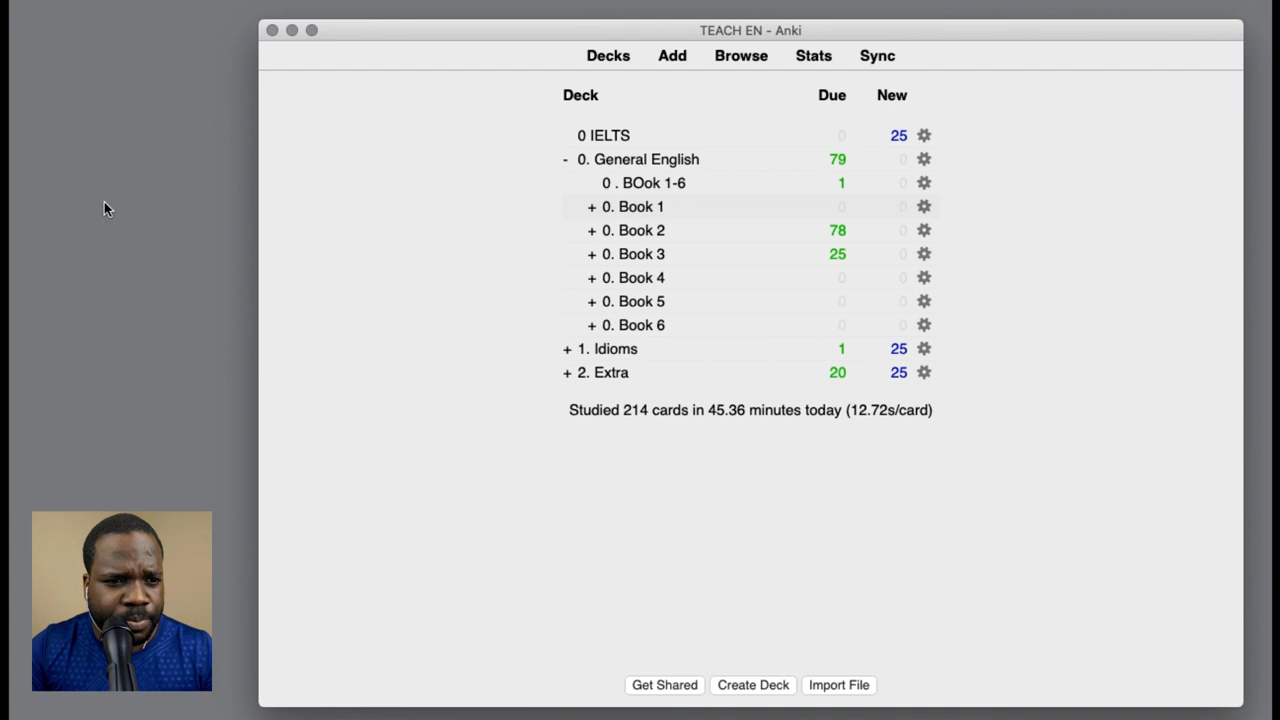 TEACH EN - Anki
Decks Add Browse Stats Sync
Deck Due New
0 IELTS 0 25
- 0. General English 79 0
0 . BOok 1-6 1 0
+ 0. Book 1 0 0
+ 0. Book 2 78 0
+ 0. Book 3 25 0
+ 0. Book 4 0 0
+ 0. Book 5 0 0
+ 0. Book 6 0 0
+ 1. Idioms 1 25
+ 2. Extra 20 25
Studied 214 cards in 45.36 minutes today (12.72s/card)
Get Shared Create Deck Import File